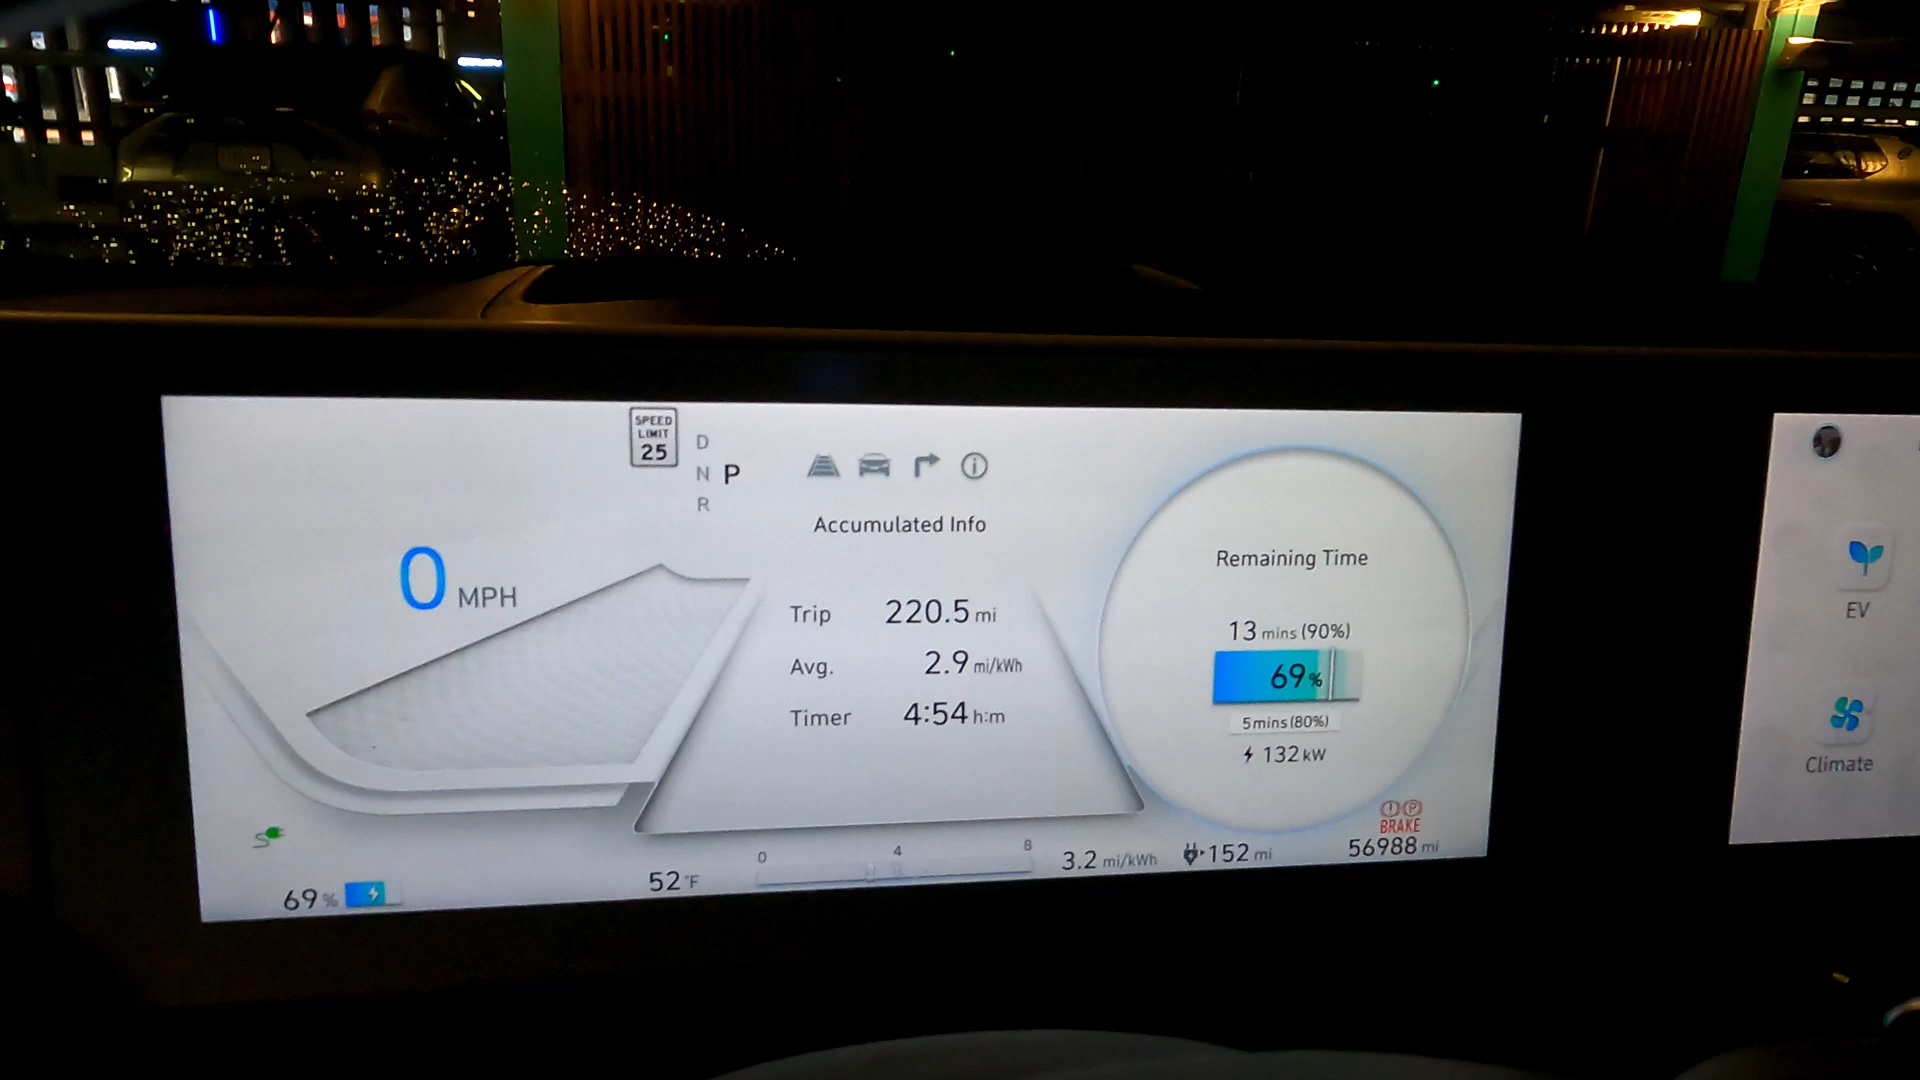 SPEED
LIMIT
25
D
N P
R
Accumulated Info
0 MPH
Trip 220.5 mi
Avg. 2.9 mi/kWh
Timer 4:54 h:m
Remaining Time
13 mins (90%)
69%
5 mins (80%)
132 kW
BRAKE
69%
52 °F
0 4 8
3.2 mi/kWh
152 mi
56988 mi
EV
Climate